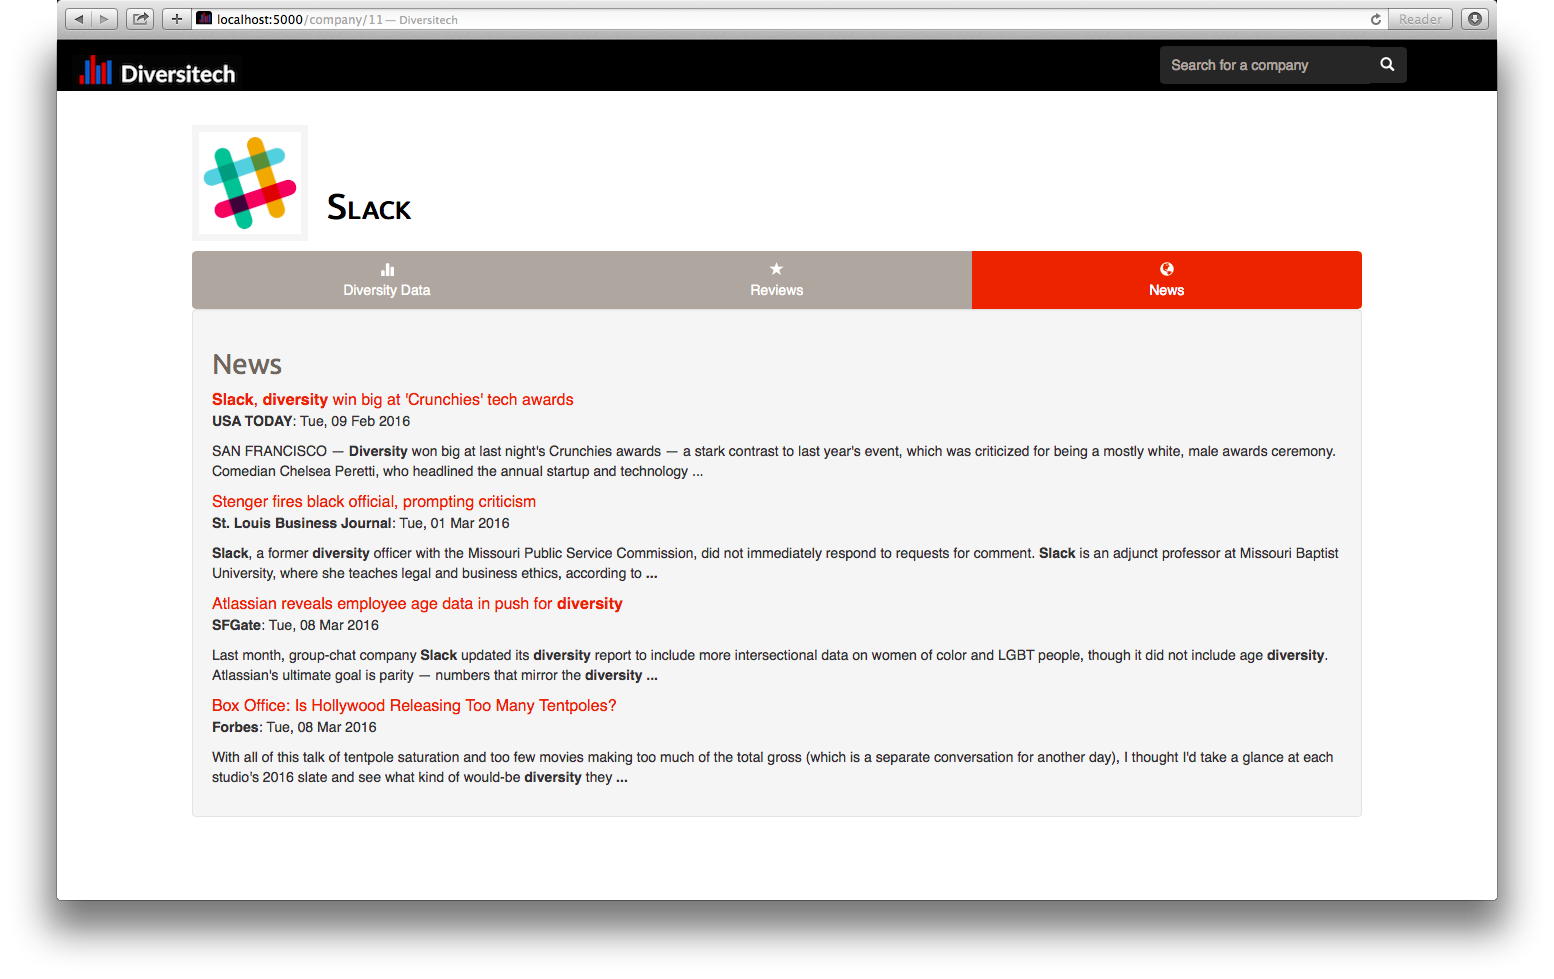 localhost:5000/company/11 — Diversitech
Reader
Diversitech
Search for a company
Slack
Diversity Data
Reviews
News
News
Slack, diversity win big at 'Crunchies' tech awards
USA TODAY: Tue, 09 Feb 2016
SAN FRANCISCO — Diversity won big at last night's Crunchies awards — a stark contrast to last year's event, which was criticized for being a mostly white, male awards ceremony.
Comedian Chelsea Peretti, who headlined the annual startup and technology ...
Stenger fires black official, prompting criticism
St. Louis Business Journal: Tue, 01 Mar 2016
Slack, a former diversity officer with the Missouri Public Service Commission, did not immediately respond to requests for comment. Slack is an adjunct professor at Missouri Baptist
University, where she teaches legal and business ethics, according to ...
Atlassian reveals employee age data in push for diversity
SFGate: Tue, 08 Mar 2016
Last month, group-chat company Slack updated its diversity report to include more intersectional data on women of color and LGBT people, though it did not include age diversity.
Atlassian's ultimate goal is parity — numbers that mirror the diversity ...
Box Office: Is Hollywood Releasing Too Many Tentpoles?
Forbes: Tue, 08 Mar 2016
With all of this talk of tentpole saturation and too few movies making too much of the total gross (which is a separate conversation for another day), I thought I'd take a glance at each
studio's 2016 slate and see what kind of would-be diversity they ...